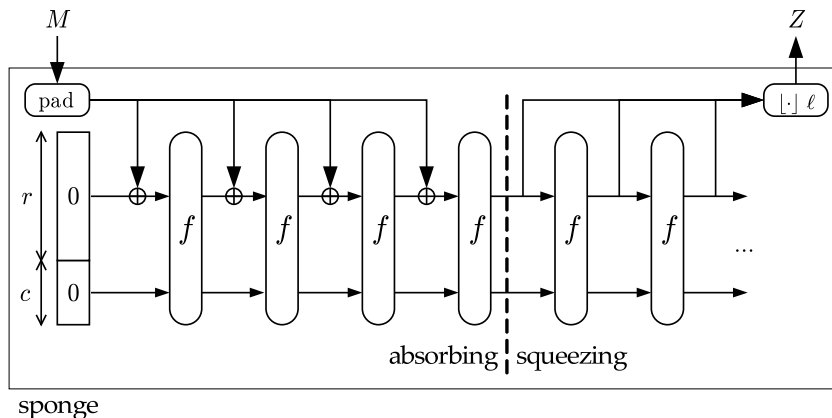 M Z
pad ⌊·⌋ ℓ
r 0 f f f f f f
c 0 ...
absorbing squeezing
sponge